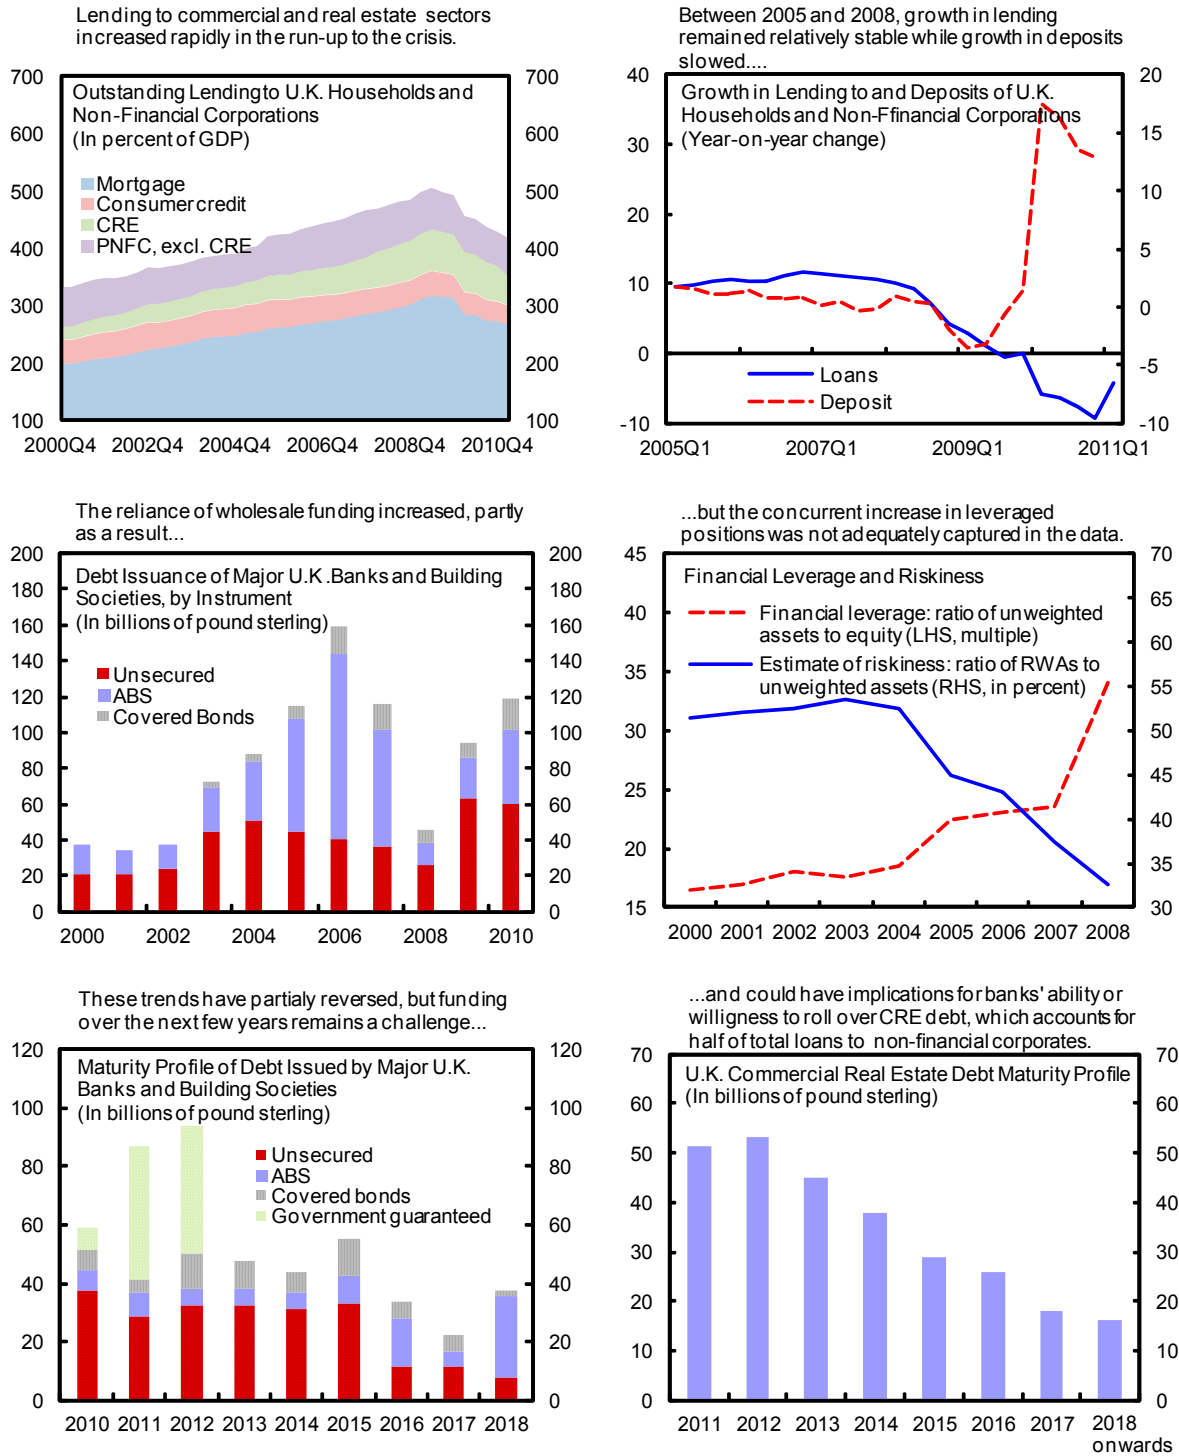 Lending to commercial and real estate sectors
increased rapidly in the run-up to the crisis.
700
600
500
400
300
200
100
700
600
500
400
300
200
100
Outstanding Lending to U.K. Households and
Non-Financial Corporations
(In percent of GDP)
Mortgage
Consumer credit
CRE
PNFC, excl. CRE
2000Q4 2002Q4 2004Q4 2006Q4 2008Q4 2010Q4
Between 2005 and 2008, growth in lending
remained relatively stable while growth in deposits
slowed....
40
30
20
10
0
-10
20
15
10
5
0
-5
-10
Growth in Lending to and Deposits of U.K.
Households and Non-Ffinancial Corporations
(Year-on-year change)
Loans
Deposit
2005Q1 2007Q1 2009Q1 2011Q1
The reliance of wholesale funding increased, partly
as a result...
200
180
160
140
120
100
80
60
40
20
0
200
180
160
140
120
100
80
60
40
20
0
Debt Issuance of Major U.K.Banks and Building
Societies, by Instrument
(In billions of pound sterling)
Unsecured
ABS
Covered Bonds
2000 2002 2004 2006 2008 2010
...but the concurrent increase in leveraged
positions was not adequately captured in the data.
45
40
35
30
25
20
15
70
65
60
55
50
45
40
35
30
Financial Leverage and Riskiness
Financial leverage: ratio of unweighted
assets to equity (LHS, multiple)
Estimate of riskiness: ratio of RWAs to
unweighted assets (RHS, in percent)
2000 2001 2002 2003 2004 2005 2006 2007 2008
These trends have partialy reversed, but funding
over the next few years remains a challenge...
120
100
80
60
40
20
0
120
100
80
60
40
20
0
Maturity Profile of Debt Issued by Major U.K.
Banks and Building Societies
(In billions of pound sterling)
Unsecured
ABS
Covered bonds
Government guaranteed
2010 2011 2012 2013 2014 2015 2016 2017 2018
...and could have implications for banks' ability or
willigness to roll over CRE debt, which accounts for
half of total loans to non-financial corporates.
70
60
50
40
30
20
10
0
70
60
50
40
30
20
10
0
U.K. Commercial Real Estate Debt Maturity Profile
(In billions of pound sterling)
2011 2012 2013 2014 2015 2016 2017 2018
onwards